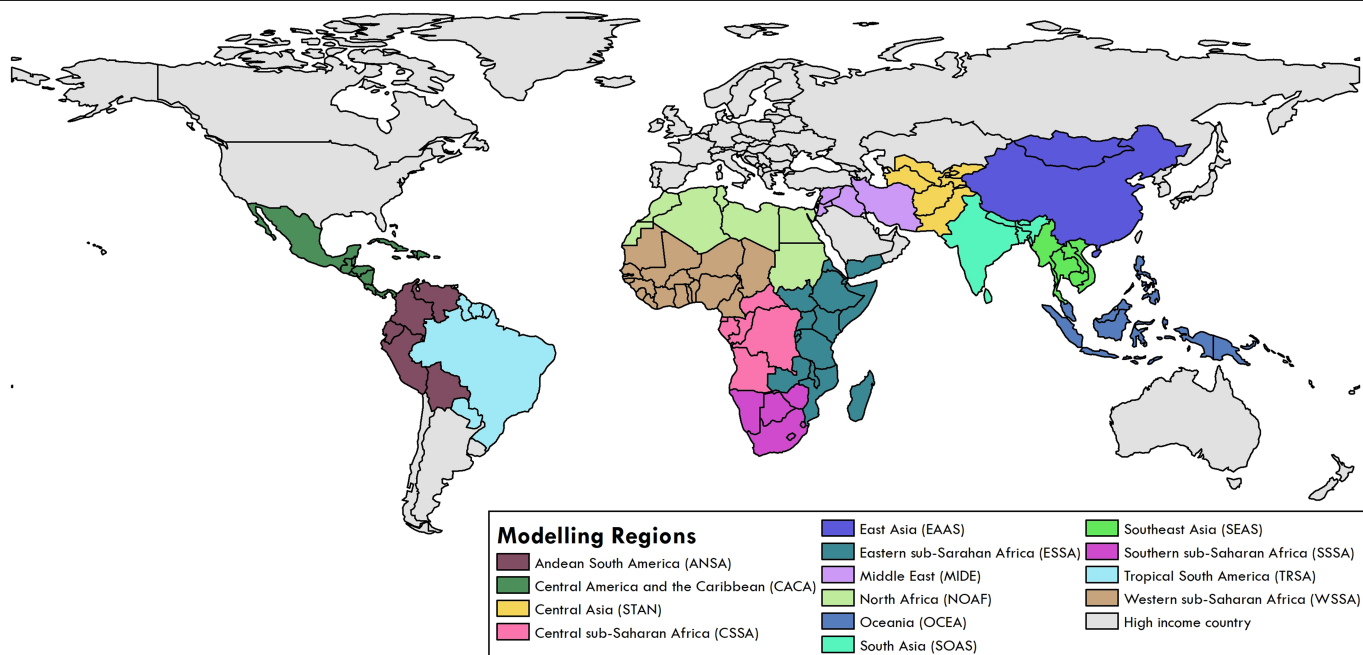 Modelling Regions
Andean South America (ANSA)
Central America and the Caribbean (CACA)
Central Asia (STAN)
Central sub-Saharan Africa (CSSA)
East Asia (EAAS)
Eastern sub-Sarahan Africa (ESSA)
Middle East (MIDE)
North Africa (NOAF)
Oceania (OCEA)
South Asia (SOAS)
Southeast Asia (SEAS)
Southern sub-Saharan Africa (SSSA)
Tropical South America (TRSA)
Western sub-Saharan Africa (WSSA)
High income country